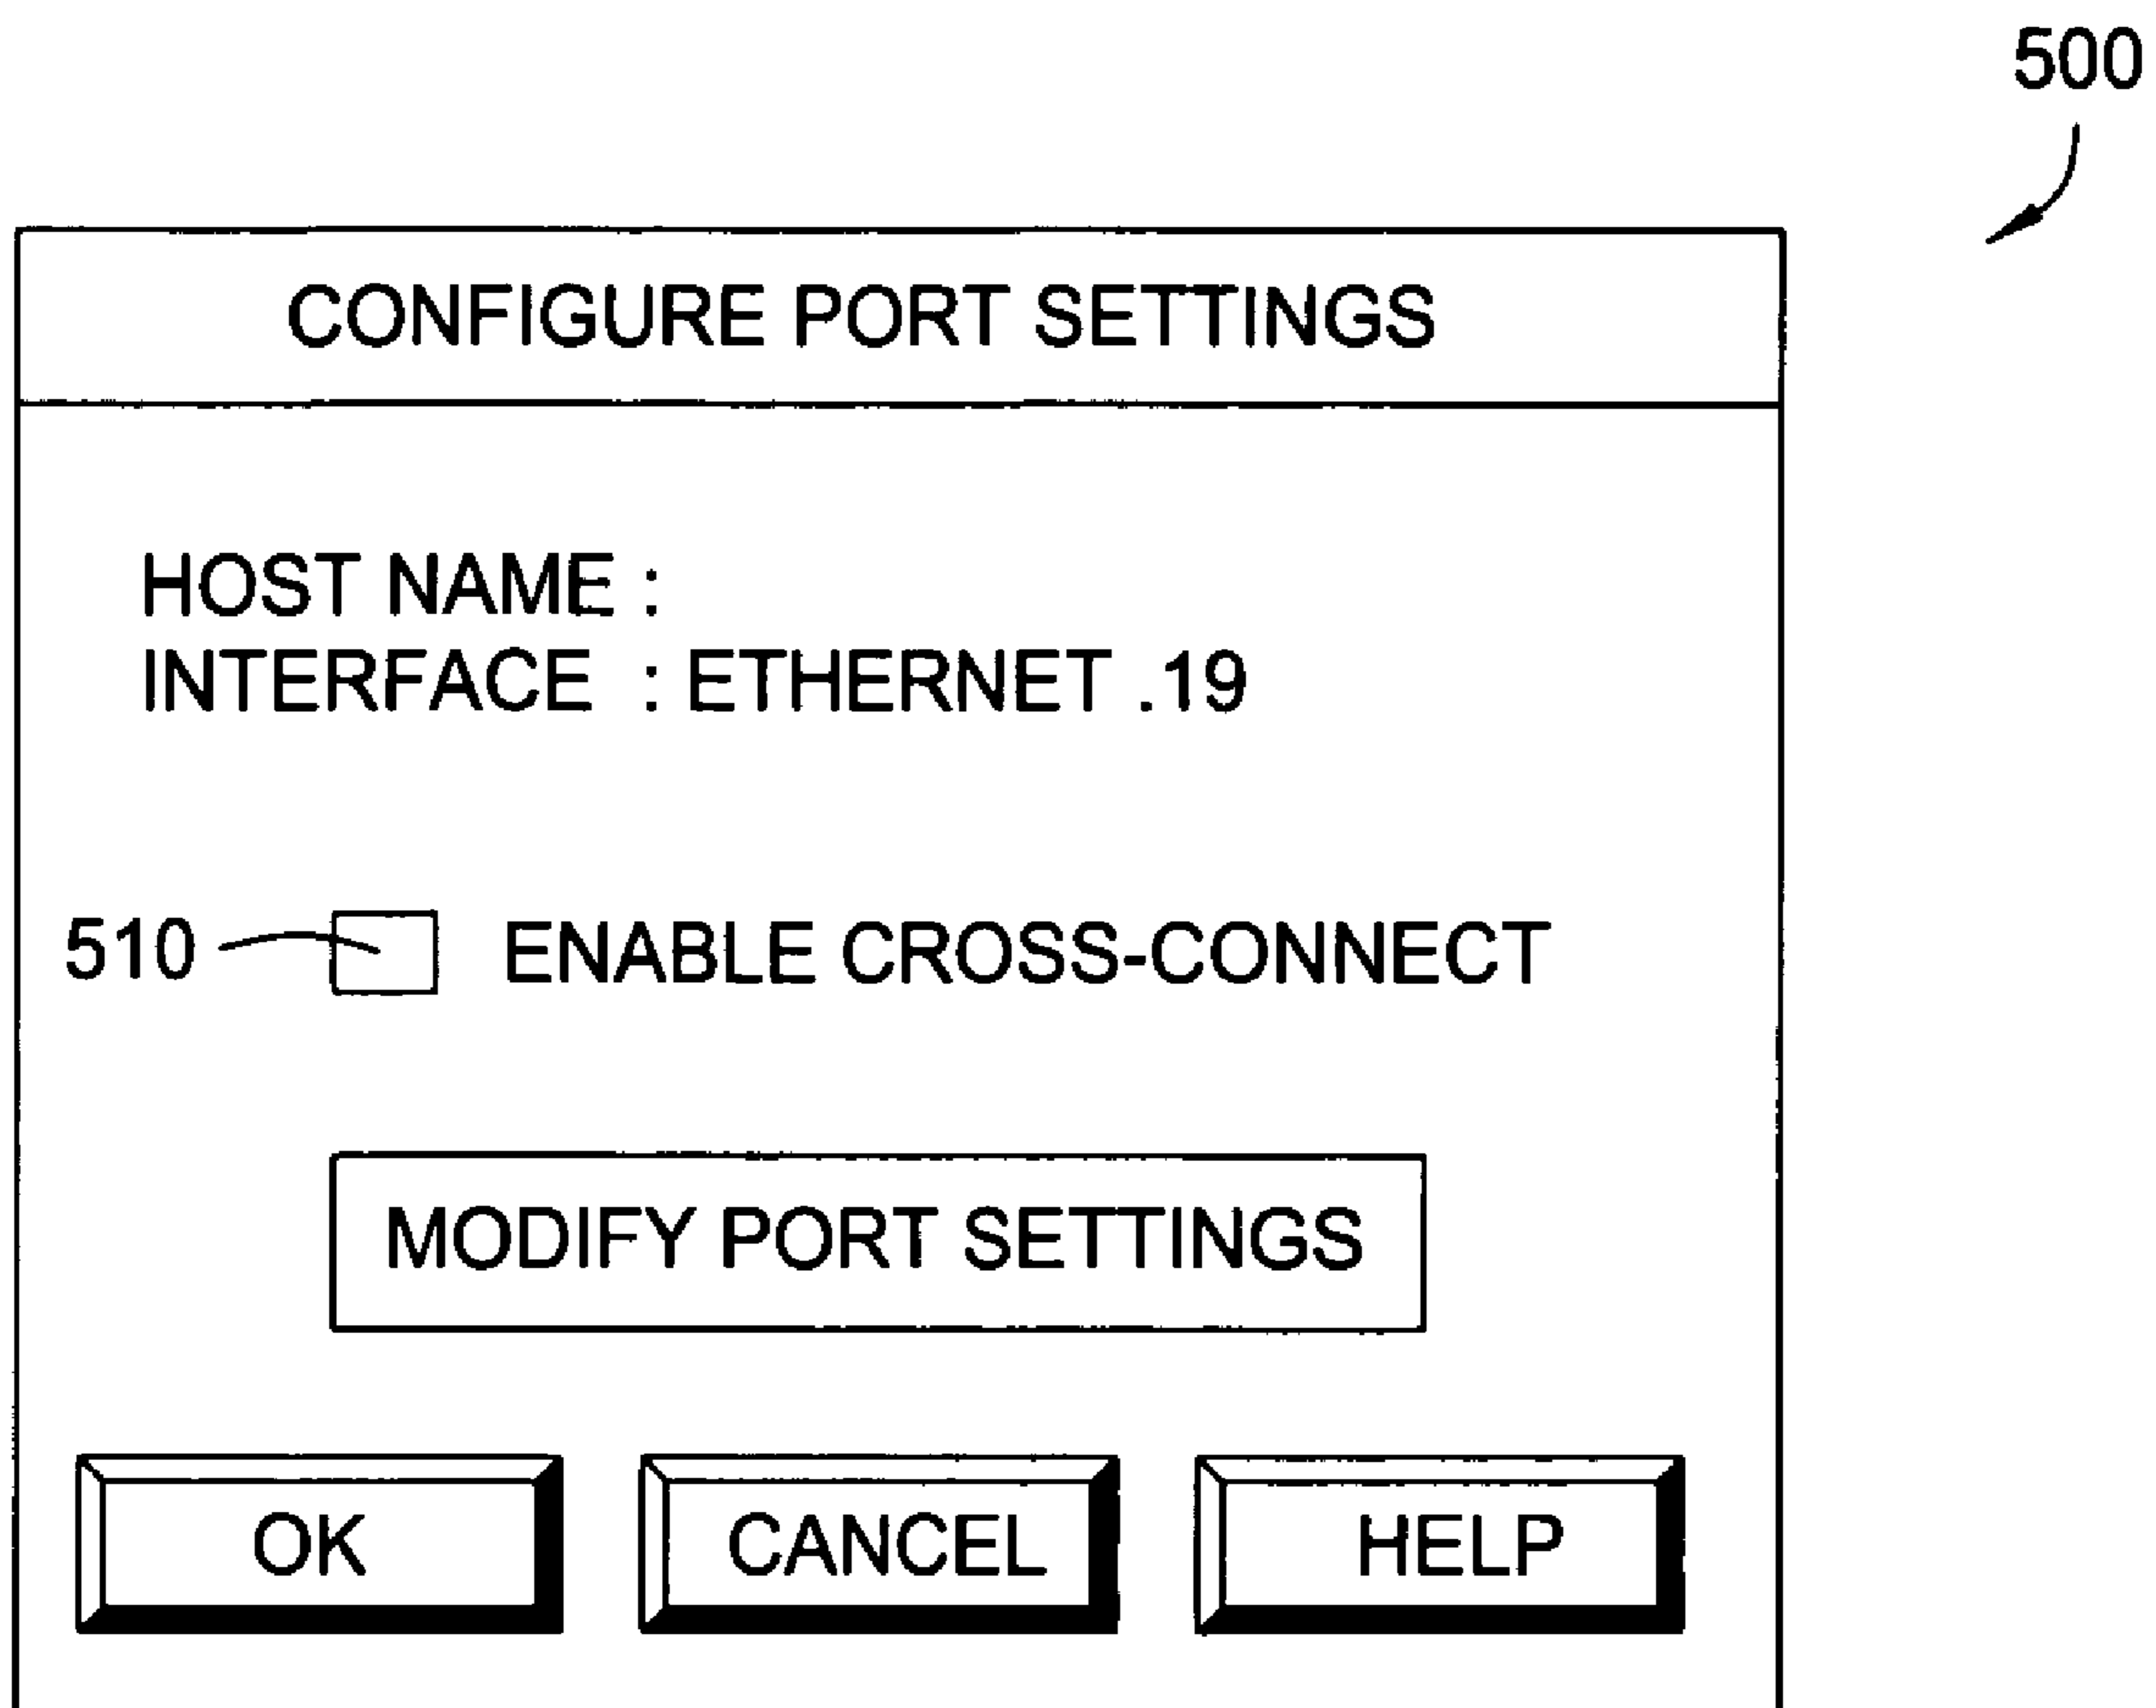 500
CONFIGURE PORT SETTINGS
HOST NAME :
INTERFACE : ETHERNET .19
510 ENABLE CROSS-CONNECT
MODIFY PORT SETTINGS
OK CANCEL HELP